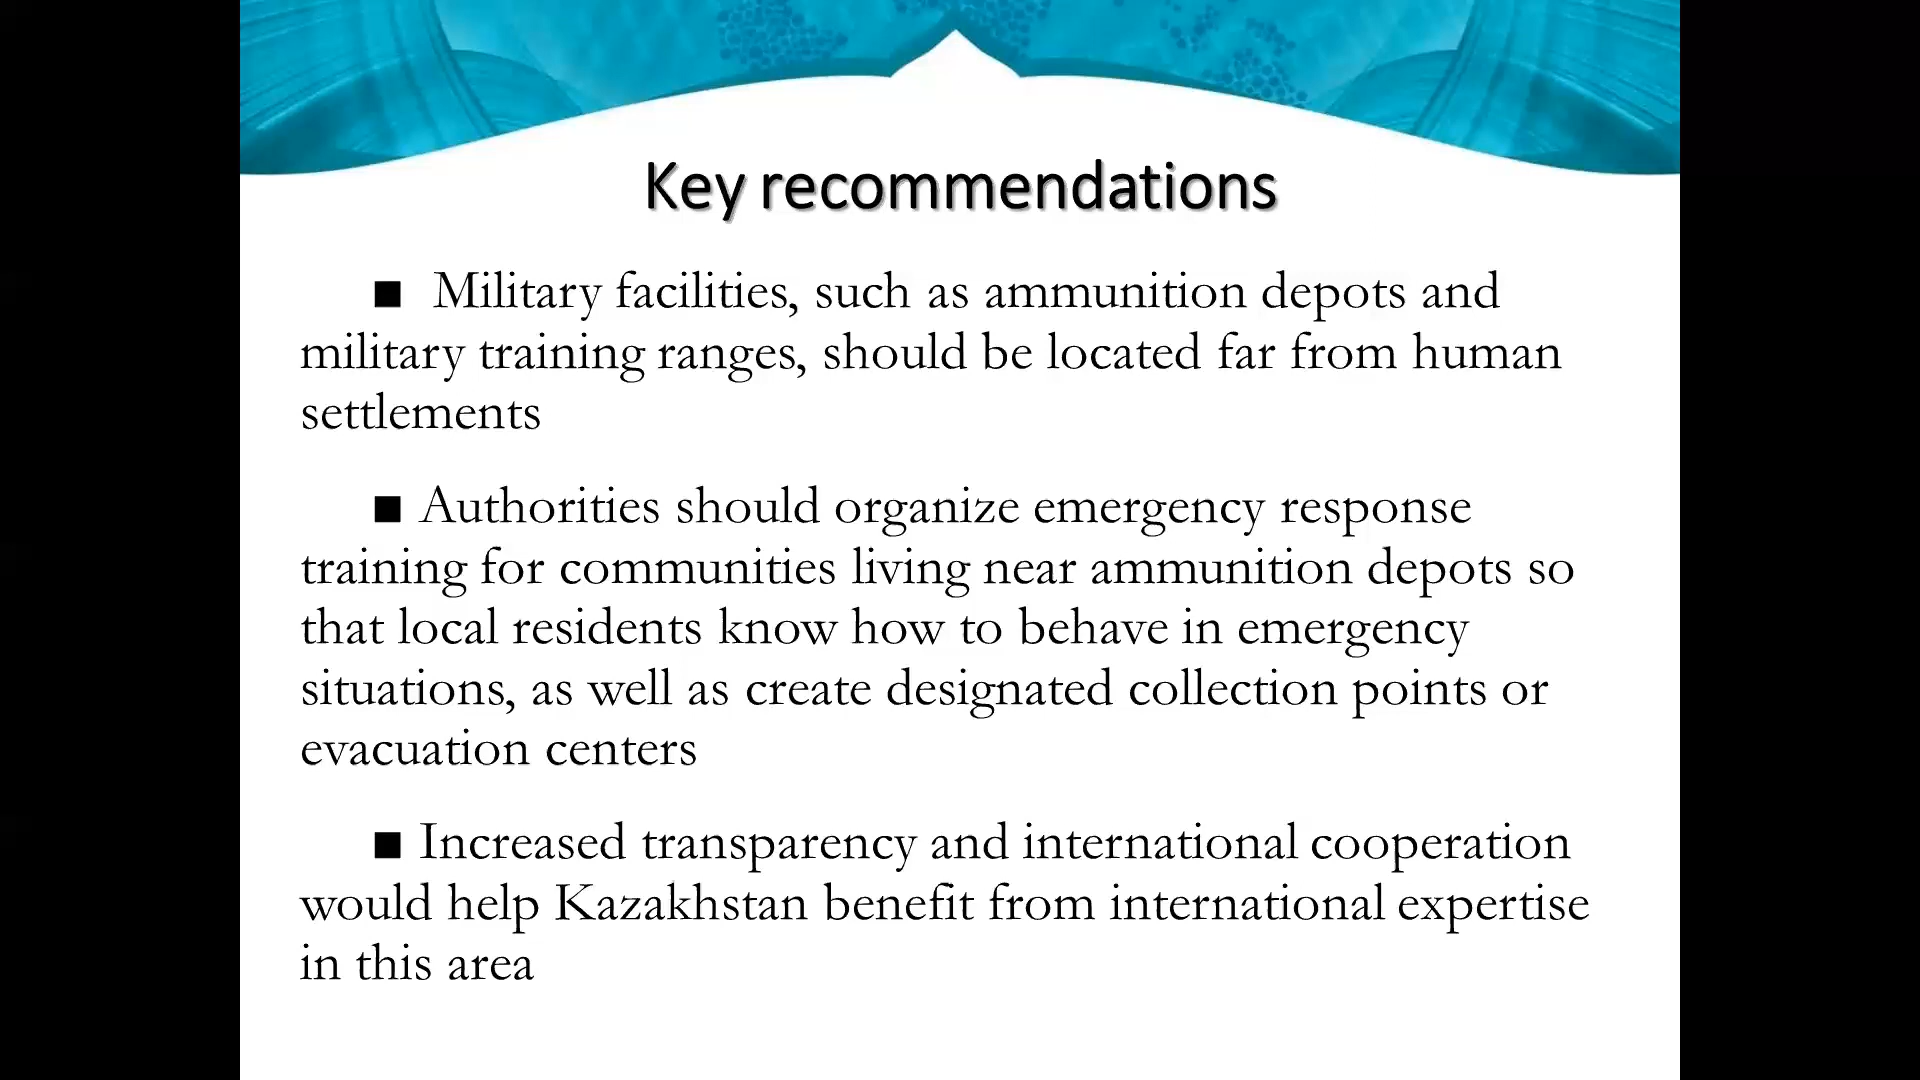 Key recommendations
■ Military facilities, such as ammunition depots and
military training ranges, should be located far from human
settlements
■ Authorities should organize emergency response
training for communities living near ammunition depots so
that local residents know how to behave in emergency
situations, as well as create designated collection points or
evacuation centers
■ Increased transparency and international cooperation
would help Kazakhstan benefit from international expertise
in this area